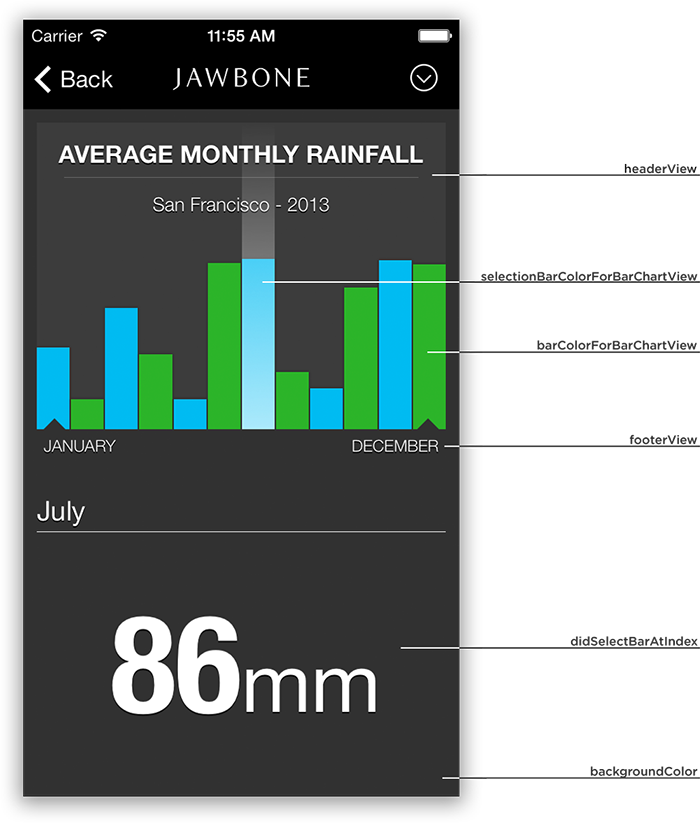 Carrier 11:55 AM
Back JAWBONE
AVERAGE MONTHLY RAINFALL
headerView
San Francisco - 2013
selectionBarColorForBarChartView
barColorForBarChartView
JANUARY DECEMBER
footerView
July
didSelectBarAtIndex
86mm
backgroundColor